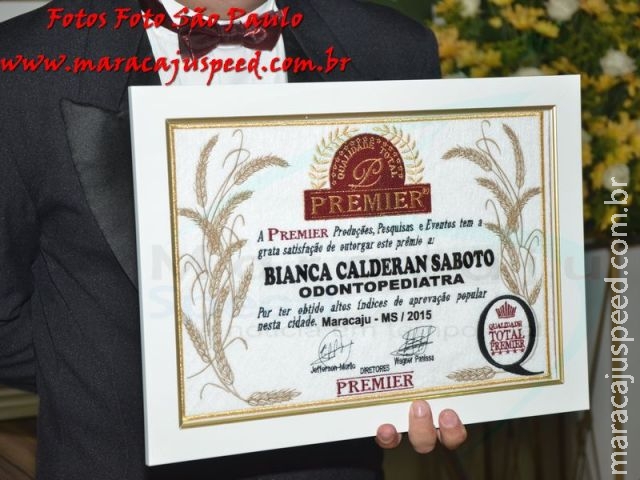 Fotos Foto São Paulo
www.maracajuspeed.com.br
QUALIDADE TOTAL
P
PREMIER
A PREMIER Produções, Pesquisas e Eventos tem a
grata satisfação de outorgar este prêmio a:
BIANCA CALDERAN SABOTO
ODONTOPEDIATRA
Por ter obtido altos índices de aprovação popular
nesta cidade. Maracaju - MS / 2015
QUALIDADE
TOTAL
PREMIER
DIRETORES
PREMIER
maracajuspeed.com.br